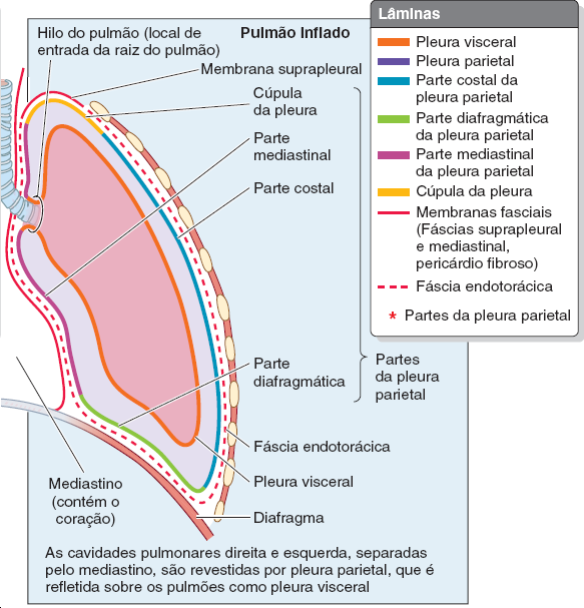 Hilo do pulmão (local de
entrada da raiz do pulmão)
Pulmão Inflado
Membrana suprapleural
Cúpula
da pleura
Parte
mediastinal
Parte costal
Parte
diafragmática
Partes
da pleura
parietal
Fáscia endotorácica
Pleura visceral
Diafragma
Mediastino
(contém o
coração)
As cavidades pulmonares direita e esquerda, separadas
pelo mediastino, são revestidas por pleura parietal, que é
refletida sobre os pulmões como pleura visceral
Lâminas
Pleura visceral
Pleura parietal
Parte costal da
pleura parietal
Parte diafragmática
da pleura parietal
Parte mediastinal
da pleura parietal
Cúpula da pleura
Membranas fasciais
(Fáscias suprapleural
e mediastinal,
pericárdio fibroso)
Fáscia endotorácica
* Partes da pleura parietal